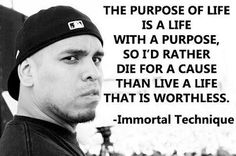 THE PURPOSE OF LIFE
IS A LIFE
WITH A PURPOSE,
SO I'D RATHER
DIE FOR A CAUSE
THAN LIVE A LIFE
THAT IS WORTHLESS.
-Immortal Technique